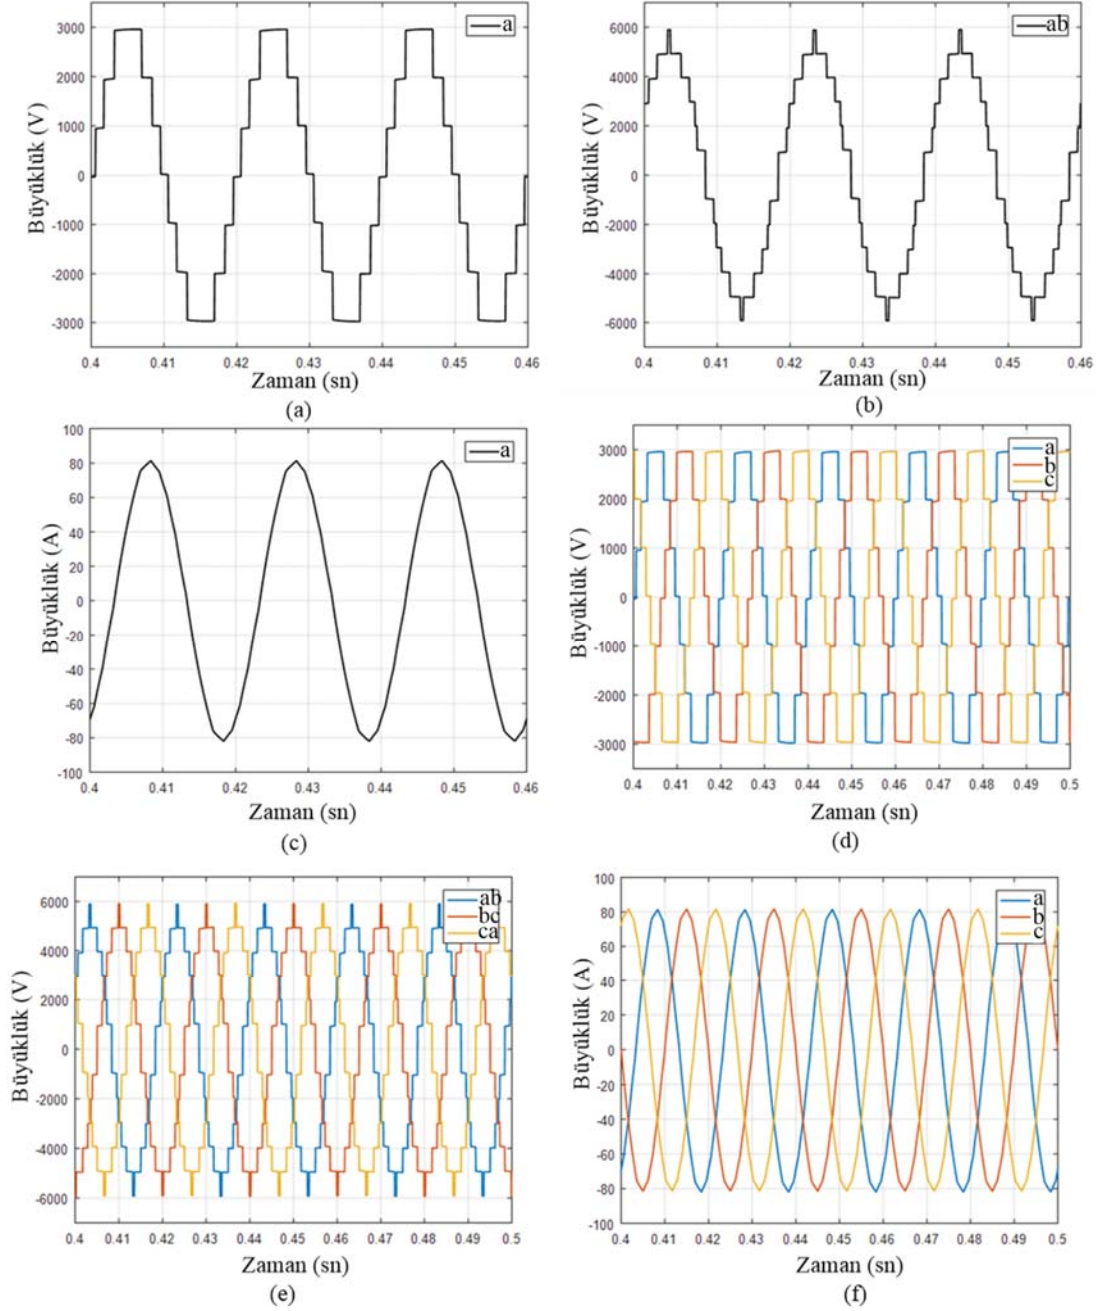 a
3000
2000
1000
0
-1000
-2000
-3000
Büyüklük (V)
0.4 0.41 0.42 0.43 0.44 0.45 0.46
Zaman (sn)
(a)
ab
6000
4000
2000
0
-2000
-4000
-6000
Büyüklük (V)
0.4 0.41 0.42 0.43 0.44 0.45 0.46
Zaman (sn)
(b)
a
100
80
60
40
20
0
-20
-40
-60
-80
-100
Büyüklük (A)
0.4 0.41 0.42 0.43 0.44 0.45 0.46
Zaman (sn)
(c)
a
b
c
3000
2000
1000
0
-1000
-2000
-3000
Büyüklük (V)
0.4 0.41 0.42 0.43 0.44 0.45 0.46 0.47 0.48 0.49 0.5
Zaman (sn)
(d)
ab
bc
ca
6000
4000
2000
0
-2000
-4000
-6000
Büyüklük (V)
0.4 0.41 0.42 0.43 0.44 0.45 0.46 0.47 0.48 0.49 0.5
Zaman (sn)
(e)
a
b
c
100
80
60
40
20
0
-20
-40
-60
-80
-100
Büyüklük (A)
0.4 0.41 0.42 0.43 0.44 0.45 0.46 0.47 0.48 0.49 0.5
Zaman (sn)
(f)